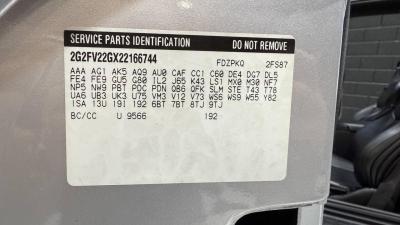 SERVICE PARTS IDENTIFICATION DO NOT REMOVE
2G2FV22GX22166744 FDZPKQ 2FS87
AAA AG1 AK5 AQ9 AU0 CAF CC1 C60 DE4 DG7 DL5
FE4 FE9 GU5 G80 IL2 J65 K43 LS1 MX0 M30 NF7
NP5 NW9 PBT PDC PDN QB6 QFK SLM STE T43 T78
UA6 UB3 UK3 U75 VM3 V12 V73 WS6 WS9 W55 Y82
1SA 13U 19I 192 6BT 7BT 8TJ 9TJ
BC/CC U 9566 192